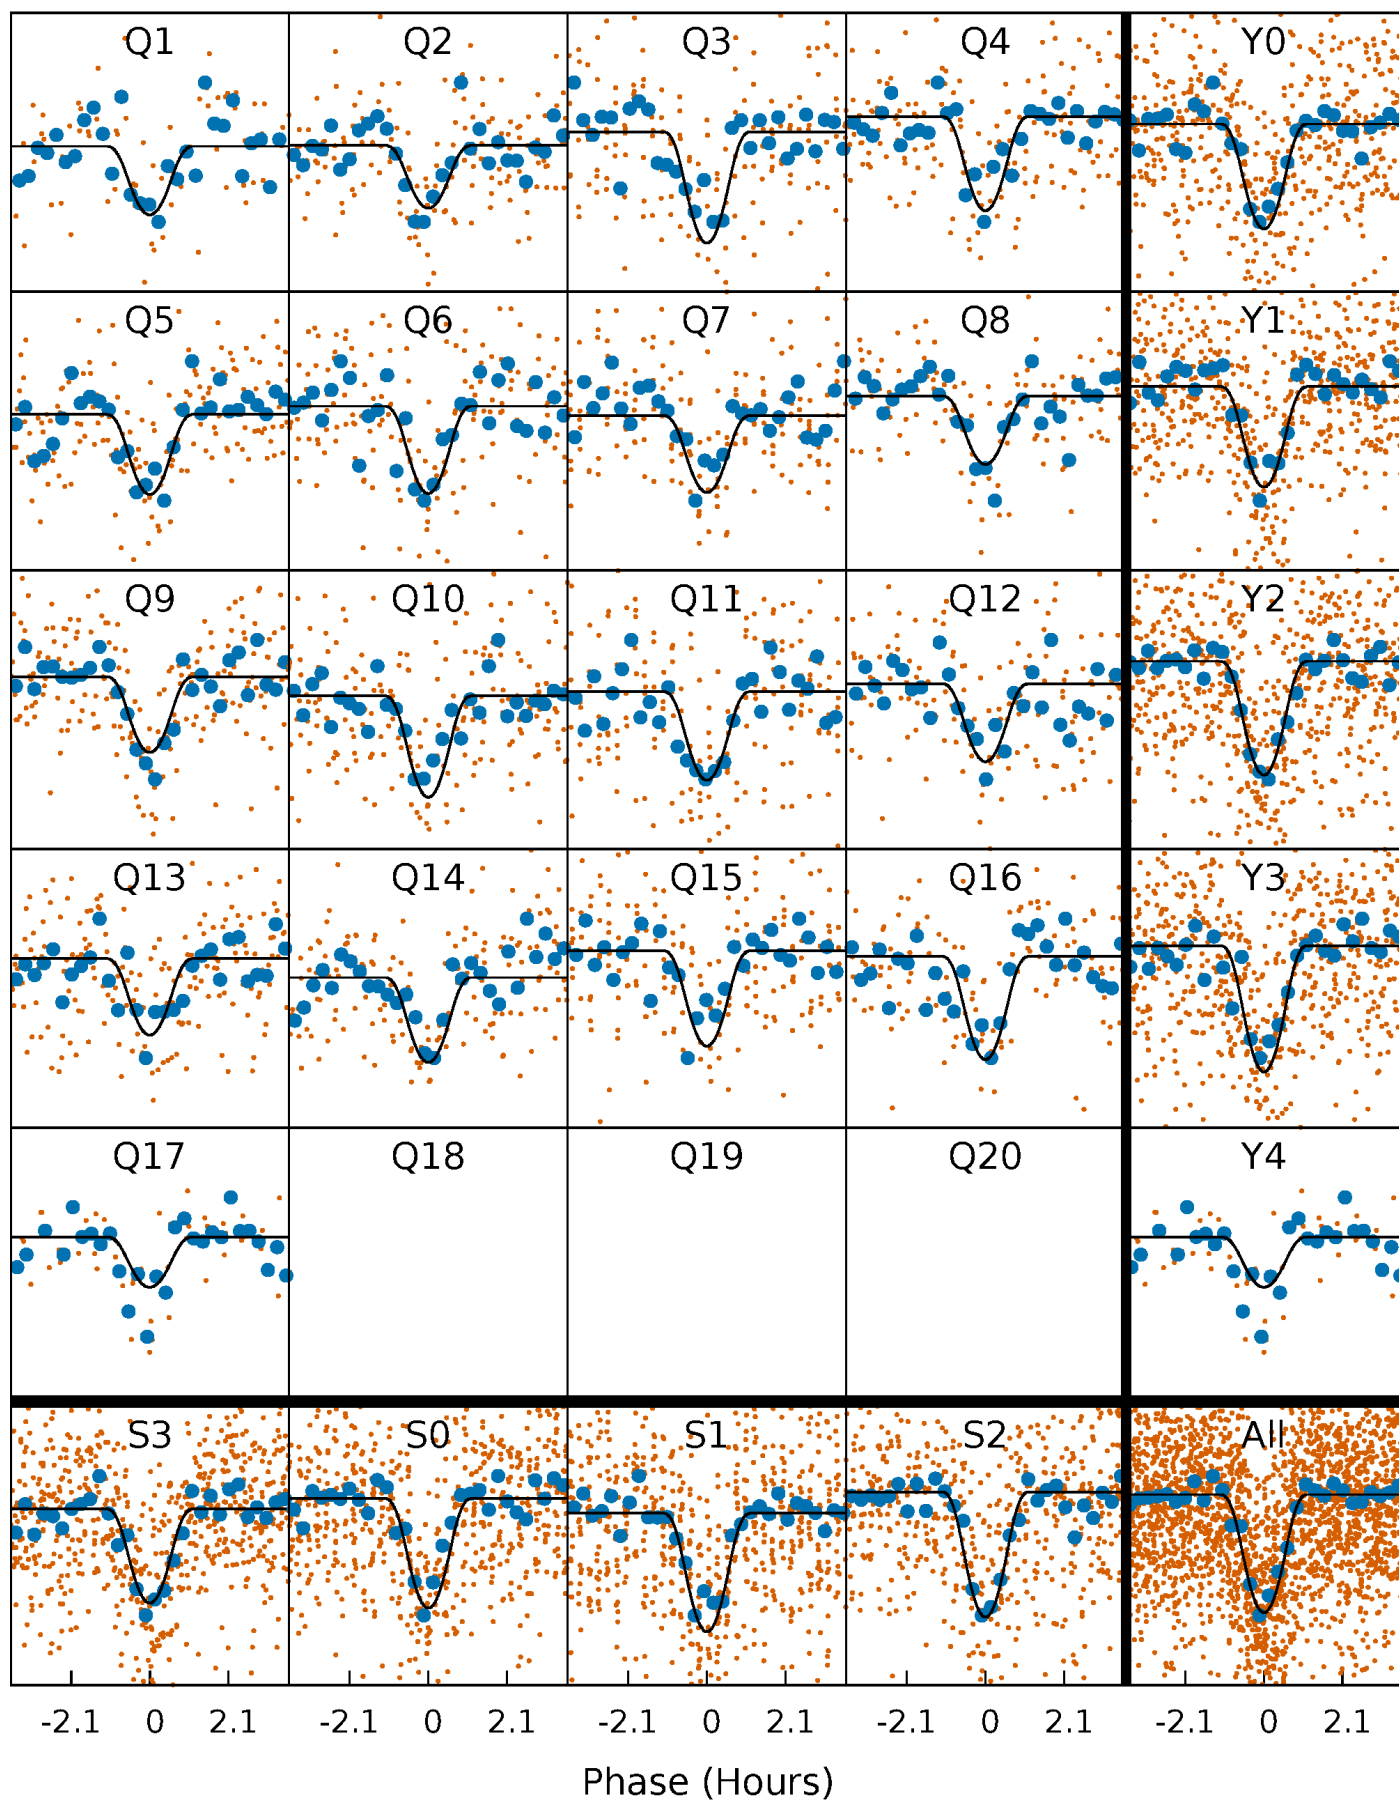 Q1 Q2 Q3 Q4 Y0
Q5 Q6 Q7 Q8 Y1
Q9 Q10 Q11 Q12 Y2
Q13 Q14 Q15 Q16 Y3
Q17 Q18 Q19 Q20 Y4
S3 S0 S1 S2 All
-2.1 0 2.1 -2.1 0 2.1 -2.1 0 2.1 -2.1 0 2.1 -2.1 0 2.1
Phase (Hours)